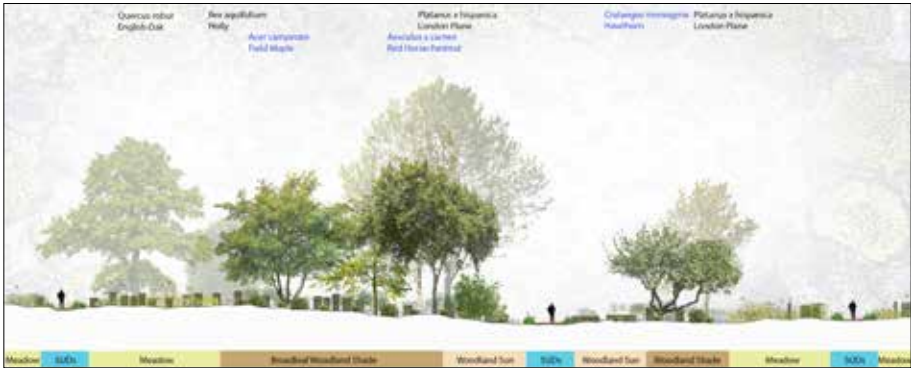 Quercus robur
English Oak
Ilex aquifolium
Holly
Acer campestre
Field Maple
Platanus x hispanica
London Plane
Aesculus x carnea
Red Horse chestnut
Crataegus monogyna
Hawthorn
Platanus x hispanica
London Plane
Meadow SUDs Meadow Broadleaf Woodland Shade Woodland Sun SUDs Woodland Sun Woodland Shade Meadow SUDs Meadow